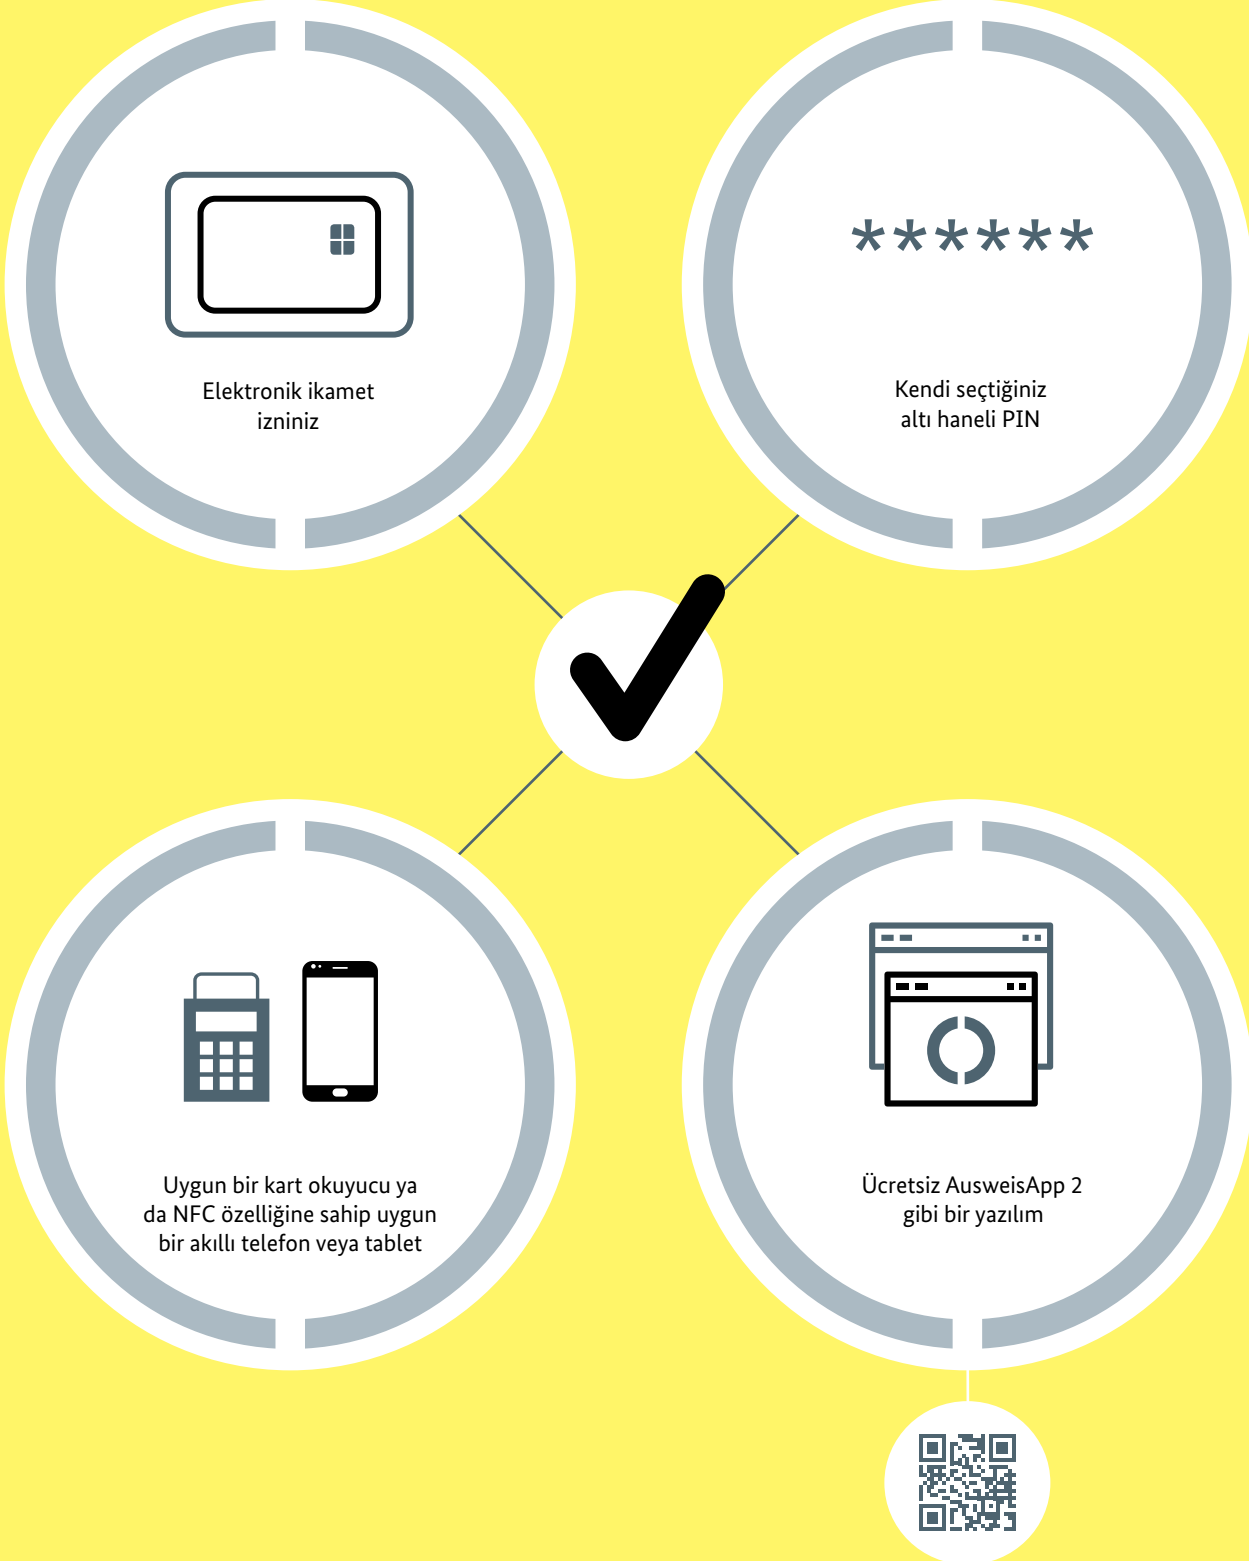 Elektronik ikamet
izniniz
******
Kendi seçtiğiniz
altı haneli PIN
Uygun bir kart okuyucu ya
da NFC özelliğine sahip uygun
bir akıllı telefon veya tablet
Ücretsiz AusweisApp 2
gibi bir yazılım